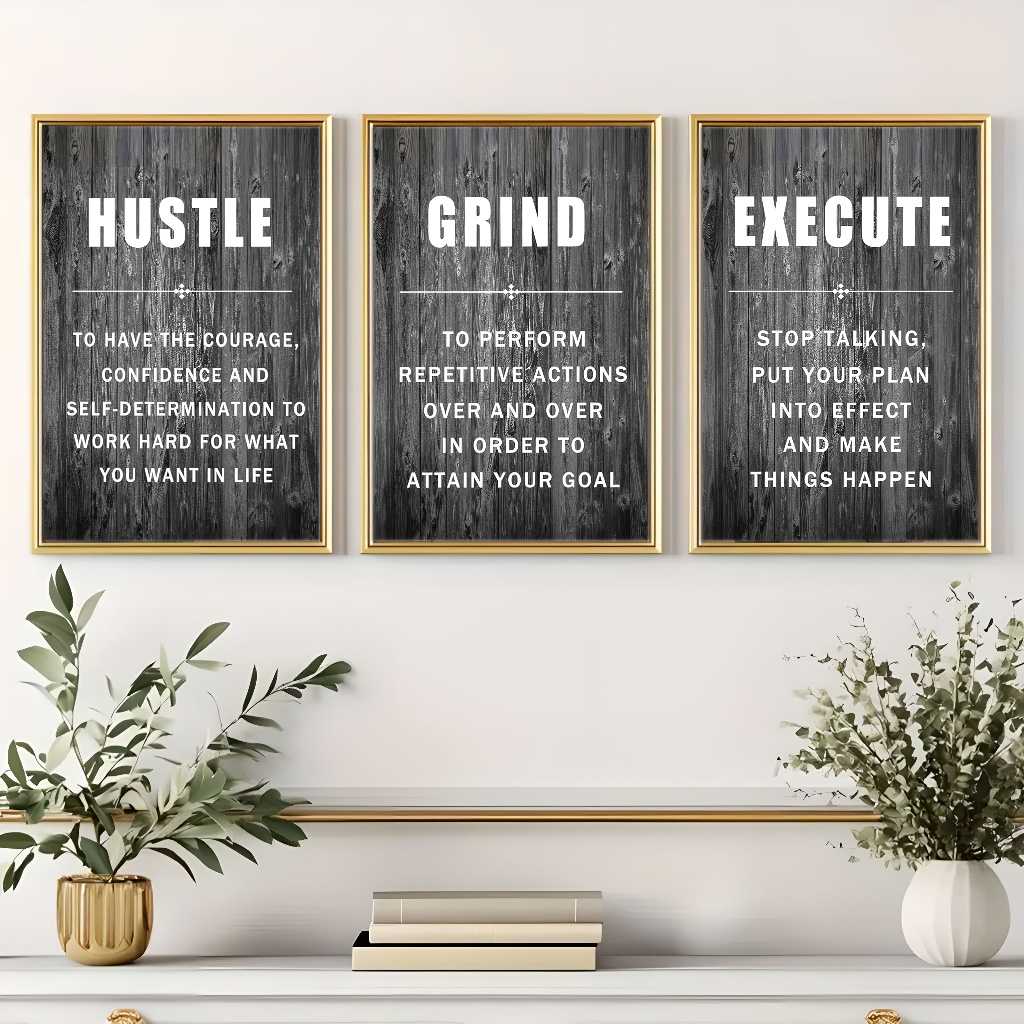 HUSTLE
TO HAVE THE COURAGE,
CONFIDENCE AND
SELF-DETERMINATION TO
WORK HARD FOR WHAT
YOU WANT IN LIFE
GRIND
TO PERFORM
REPETITIVE ACTIONS
OVER AND OVER
IN ORDER TO
ATTAIN YOUR GOAL
EXECUTE
STOP TALKING,
PUT YOUR PLAN
INTO EFFECT
AND MAKE
THINGS HAPPEN